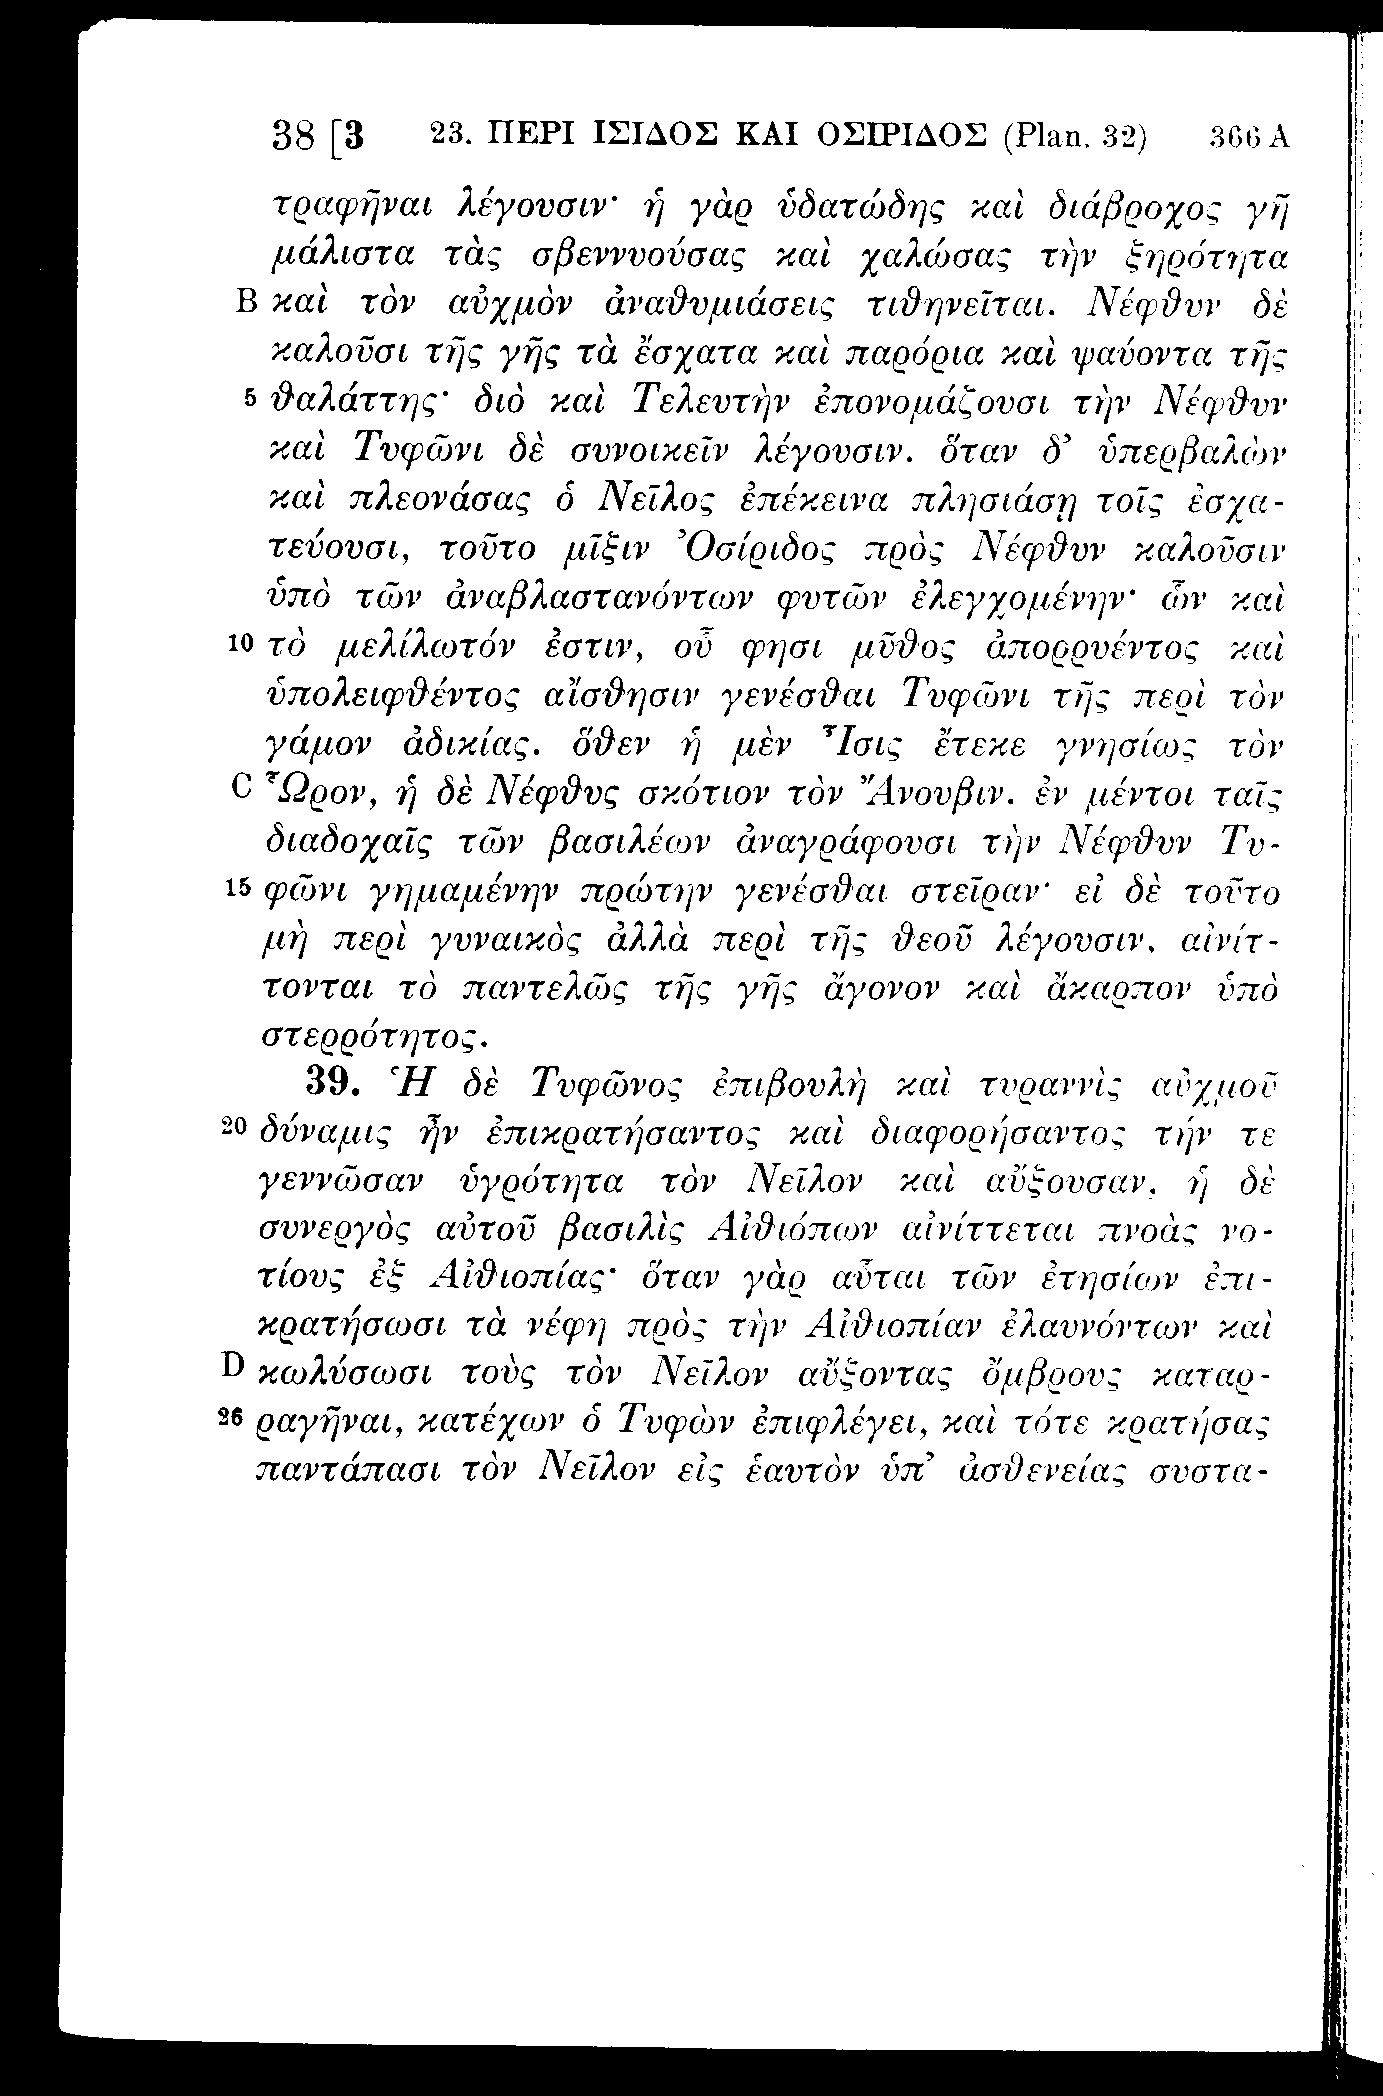 38 [3 23. ΠΕΡΙ ΙΣΙΔΟΣ ΚΑΙ ΟΣΙΡΙΔΟΣ (Plan. 32) 366 A
τραφῆναι λέγουσιν· ἡ γὰρ ὑδατώδης καὶ διάβροχος γῆ
μάλιστα τὰς σβεννυούσας καὶ χαλώσας τὴν ξηρότητα
B καὶ τὸν αὐχμὸν ἀναθυμιάσεις τιθηνεῖται. Νέφθυν δὲ
καλοῦσι τῆς γῆς τὰ ἔσχατα καὶ παρόρια καὶ ψαύοντα τῆς
5 θαλάττης· διὸ καὶ Τελευτὴν ἐπονομάζουσι τὴν Νέφθυν
καὶ Τυφῶνι δὲ συνοικεῖν λέγουσιν. ὅταν δ’ ὑπερβαλὼν
καὶ πλεονάσας ὁ Νεῖλος ἐπέκεινα πλησιάσῃ τοῖς ἐσχα-
τεύουσι, τοῦτο μῖξιν Ὀσίριδος πρὸς Νέφθυν καλοῦσιν
ὑπὸ τῶν ἀναβλαστανόντων φυτῶν ἐλεγχομένην· ὧν καὶ
10 τὸ μελίλωτόν ἐστιν, οὗ φησι μῦθος ἀπορρυέντος καὶ
ὑπολειφθέντος αἴσθησιν γενέσθαι Τυφῶνι τῆς περὶ τὸν
γάμον ἀδικίας. ὅθεν ἡ μὲν Ἶσις ἔτεκε γνησίως τὸν
C Ὧρον, ἡ δὲ Νέφθυς σκότιον τὸν Ἄνουβιν. ἐν μέντοι ταῖς
διαδοχαῖς τῶν βασιλέων ἀναγράφουσι τὴν Νέφθυν Τυ-
15 φῶνι γημαμένην πρώτην γενέσθαι στεῖραν· εἰ δὲ τοῦτο
μὴ περὶ γυναικὸς ἀλλὰ περὶ τῆς θεοῦ λέγουσιν, αἰνίτ-
τονται τὸ παντελῶς τῆς γῆς ἄγονον καὶ ἄκαρπον ὑπὸ
στερρότητος.
39. Ἡ δὲ Τυφῶνος ἐπιβουλὴ καὶ τυραννὶς αὐχμοῦ
20 δύναμις ἦν ἐπικρατήσαντος καὶ διαφορήσαντος τήν τε
γεννῶσαν ὑγρότητα τὸν Νεῖλον καὶ αὔξουσαν, ἡ δὲ
συνεργὸς αὐτοῦ βασιλὶς Αἰθιόπων αἰνίττεται πνοὰς νο-
τίους ἐξ Αἰθιοπίας· ὅταν γὰρ αὗται τῶν ἐτησίων ἐπι-
κρατήσωσι τὰ νέφη πρὸς τὴν Αἰθιοπίαν ἐλαυνόντων καὶ
D κωλύσωσι τοὺς τὸν Νεῖλον αὔξοντας ὄμβρους καταρ-
26 ραγῆναι, κατέχων ὁ Τυφὼν ἐπιφλέγει, καὶ τότε κρατήσας
παντάπασι τὸν Νεῖλον εἰς ἑαυτὸν ὑπ’ ἀσθενείας συστα-